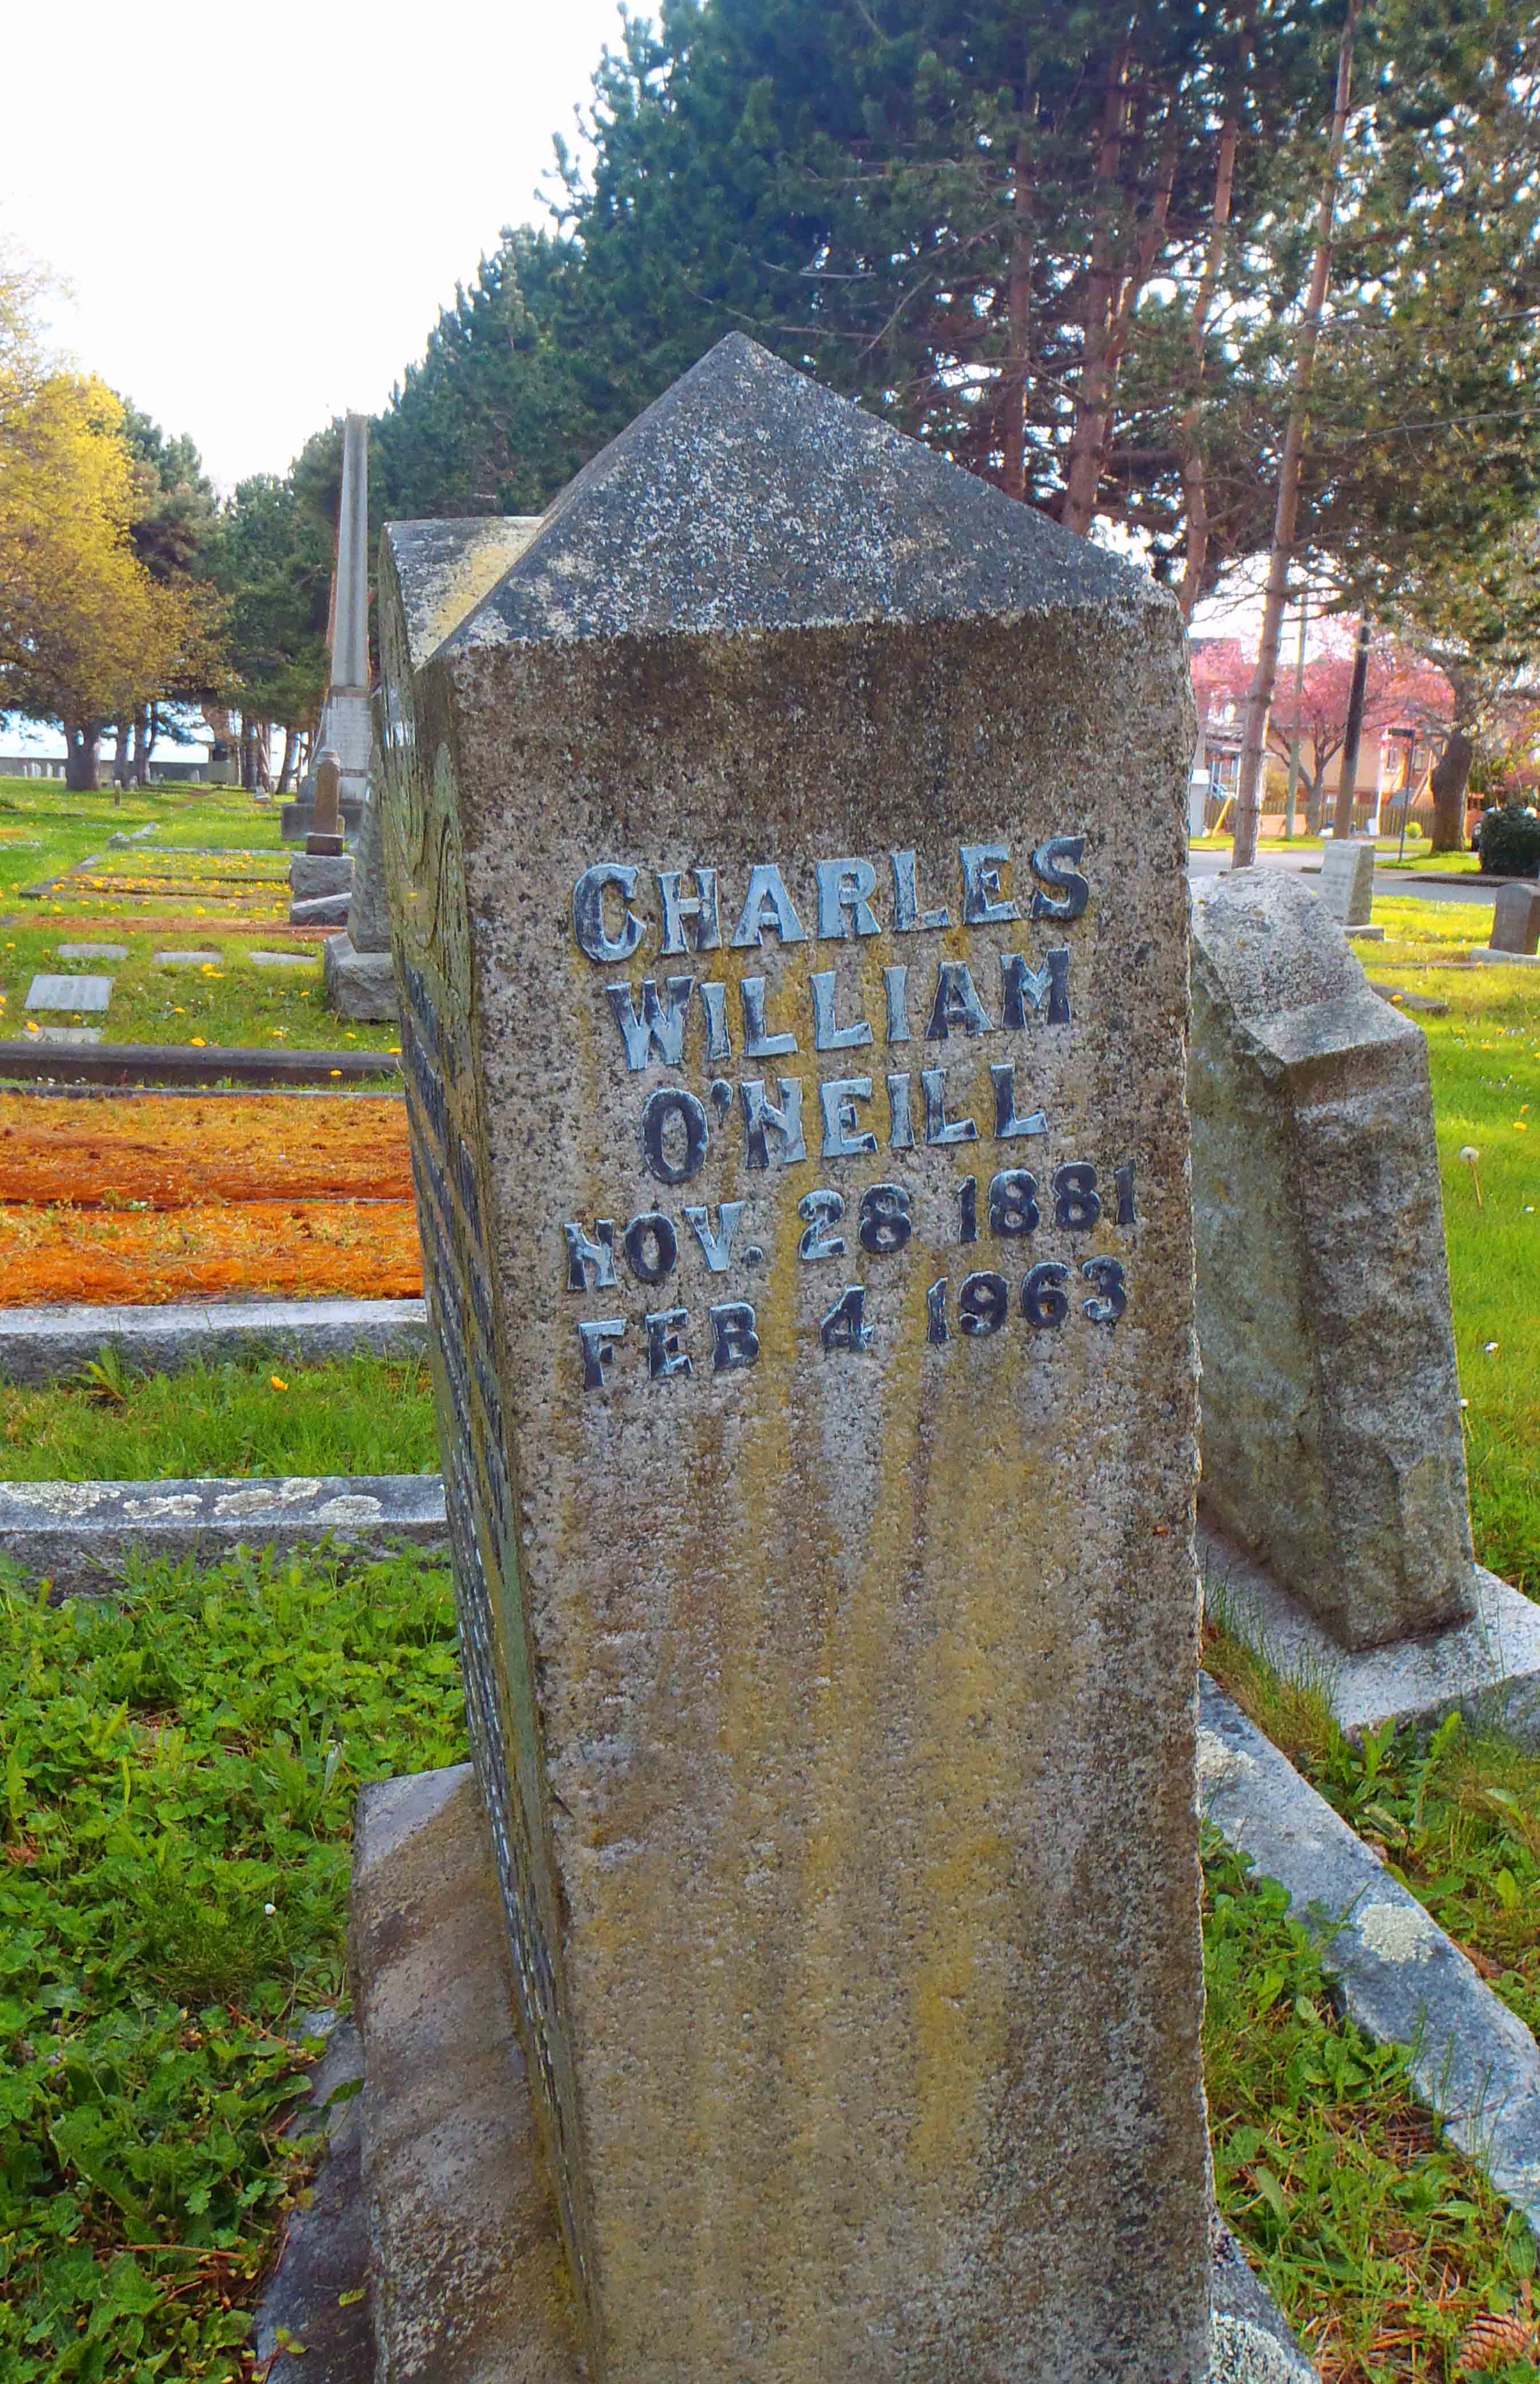 CHARLES
WILLIAM
O'NEILL
NOV. 28 1881
FEB 4 1963